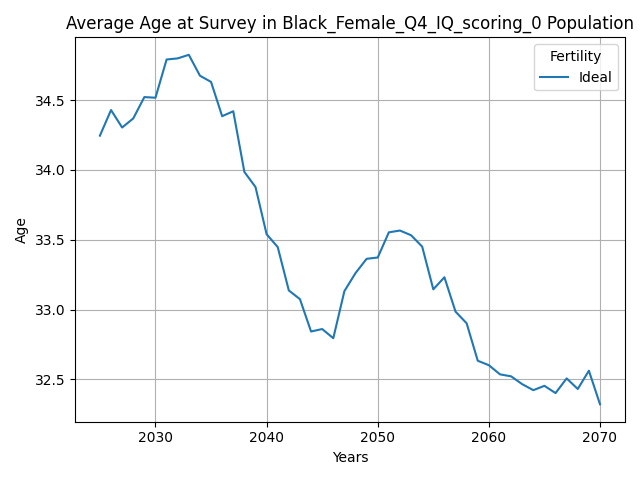 Average Age at Survey in Black_Female_Q4_IQ_scoring_0 Population
Fertility
Ideal
34.5
34.0
33.5
33.0
32.5
Age
2030 2040 2050 2060 2070
Years